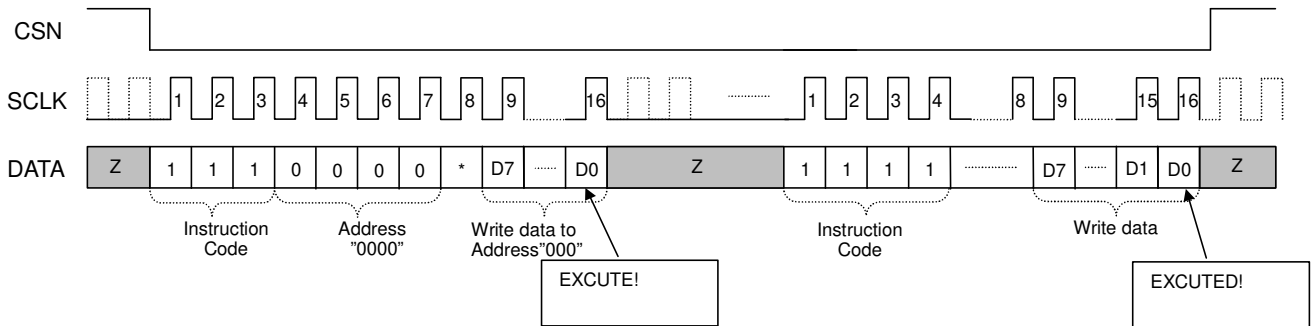 CSN
SCLK 1 2 3 4 5 6 7 8 9 16 ........ 1 2 3 4 8 9 15 16
DATA Z 1 1 1 0 0 0 0 * D7 ...... D0 Z 1 1 1 1 ............ D7 ...... D1 D0 Z
Instruction Address Write data to Instruction Write data
Code "0000" Address"000" Code
EXCUTE! EXCUTED!